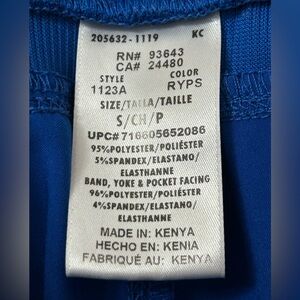 205632-1119 KC
RN# 93643
CA# 24480
STYLE COLOR
1123A RYPS
SIZE/TALLA/TAILLE
S/CH/P
UPC#716605652086
95%POLYESTER/POLIÉSTER
5%SPANDEX/ELASTANO/
ELASTHANNE
BAND, YOKE & POCKET FACING
96%POLYESTER/POLIÉSTER
4%SPANDEX/ELASTANO/
ELASTHANNE
MADE IN: KENYA
HECHO EN: KENIA
FABRIQUÉ AU: KENYA